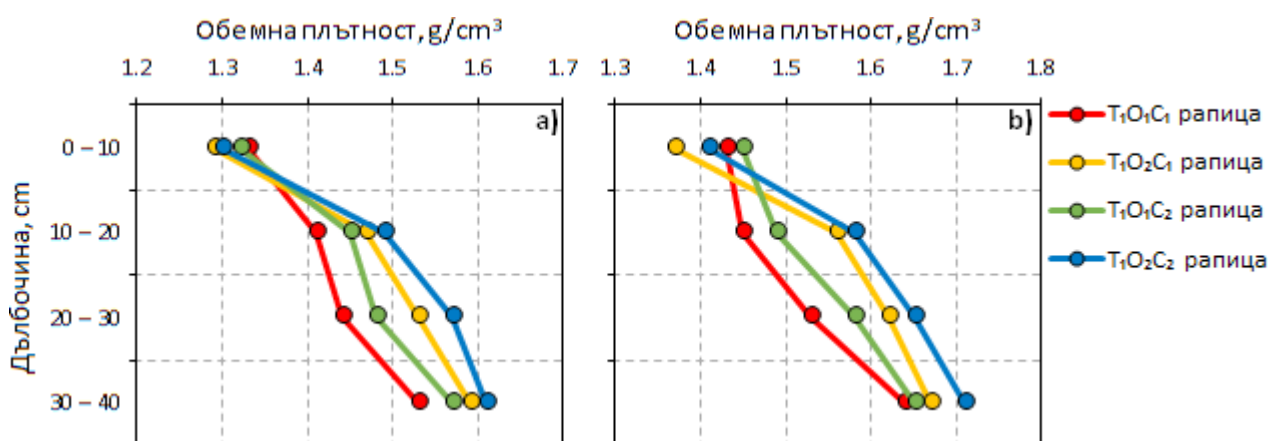 Обемна плътност, g/cm³
1.2 1.3 1.4 1.5 1.6 1.7
a)
Обемна плътност, g/cm³
1.3 1.4 1.5 1.6 1.7 1.8
b)
Дълбочина, cm
0 – 10
10 – 20
20 – 30
30 – 40
T₁O₁C₁ рапица
T₁O₂C₁ рапица
T₁O₁C₂ рапица
T₁O₂C₂ рапица